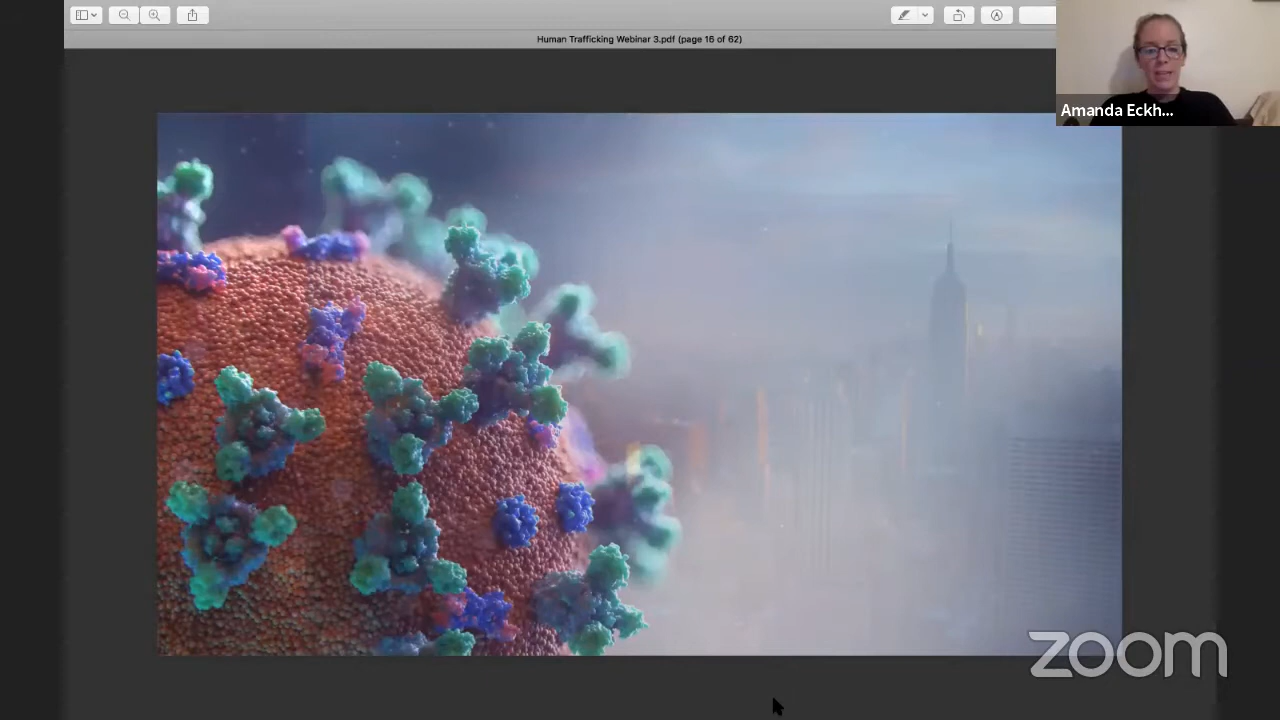 Human Trafficking Webinar 3.pdf (page 16 of 62)
Amanda Eckh...
zoom